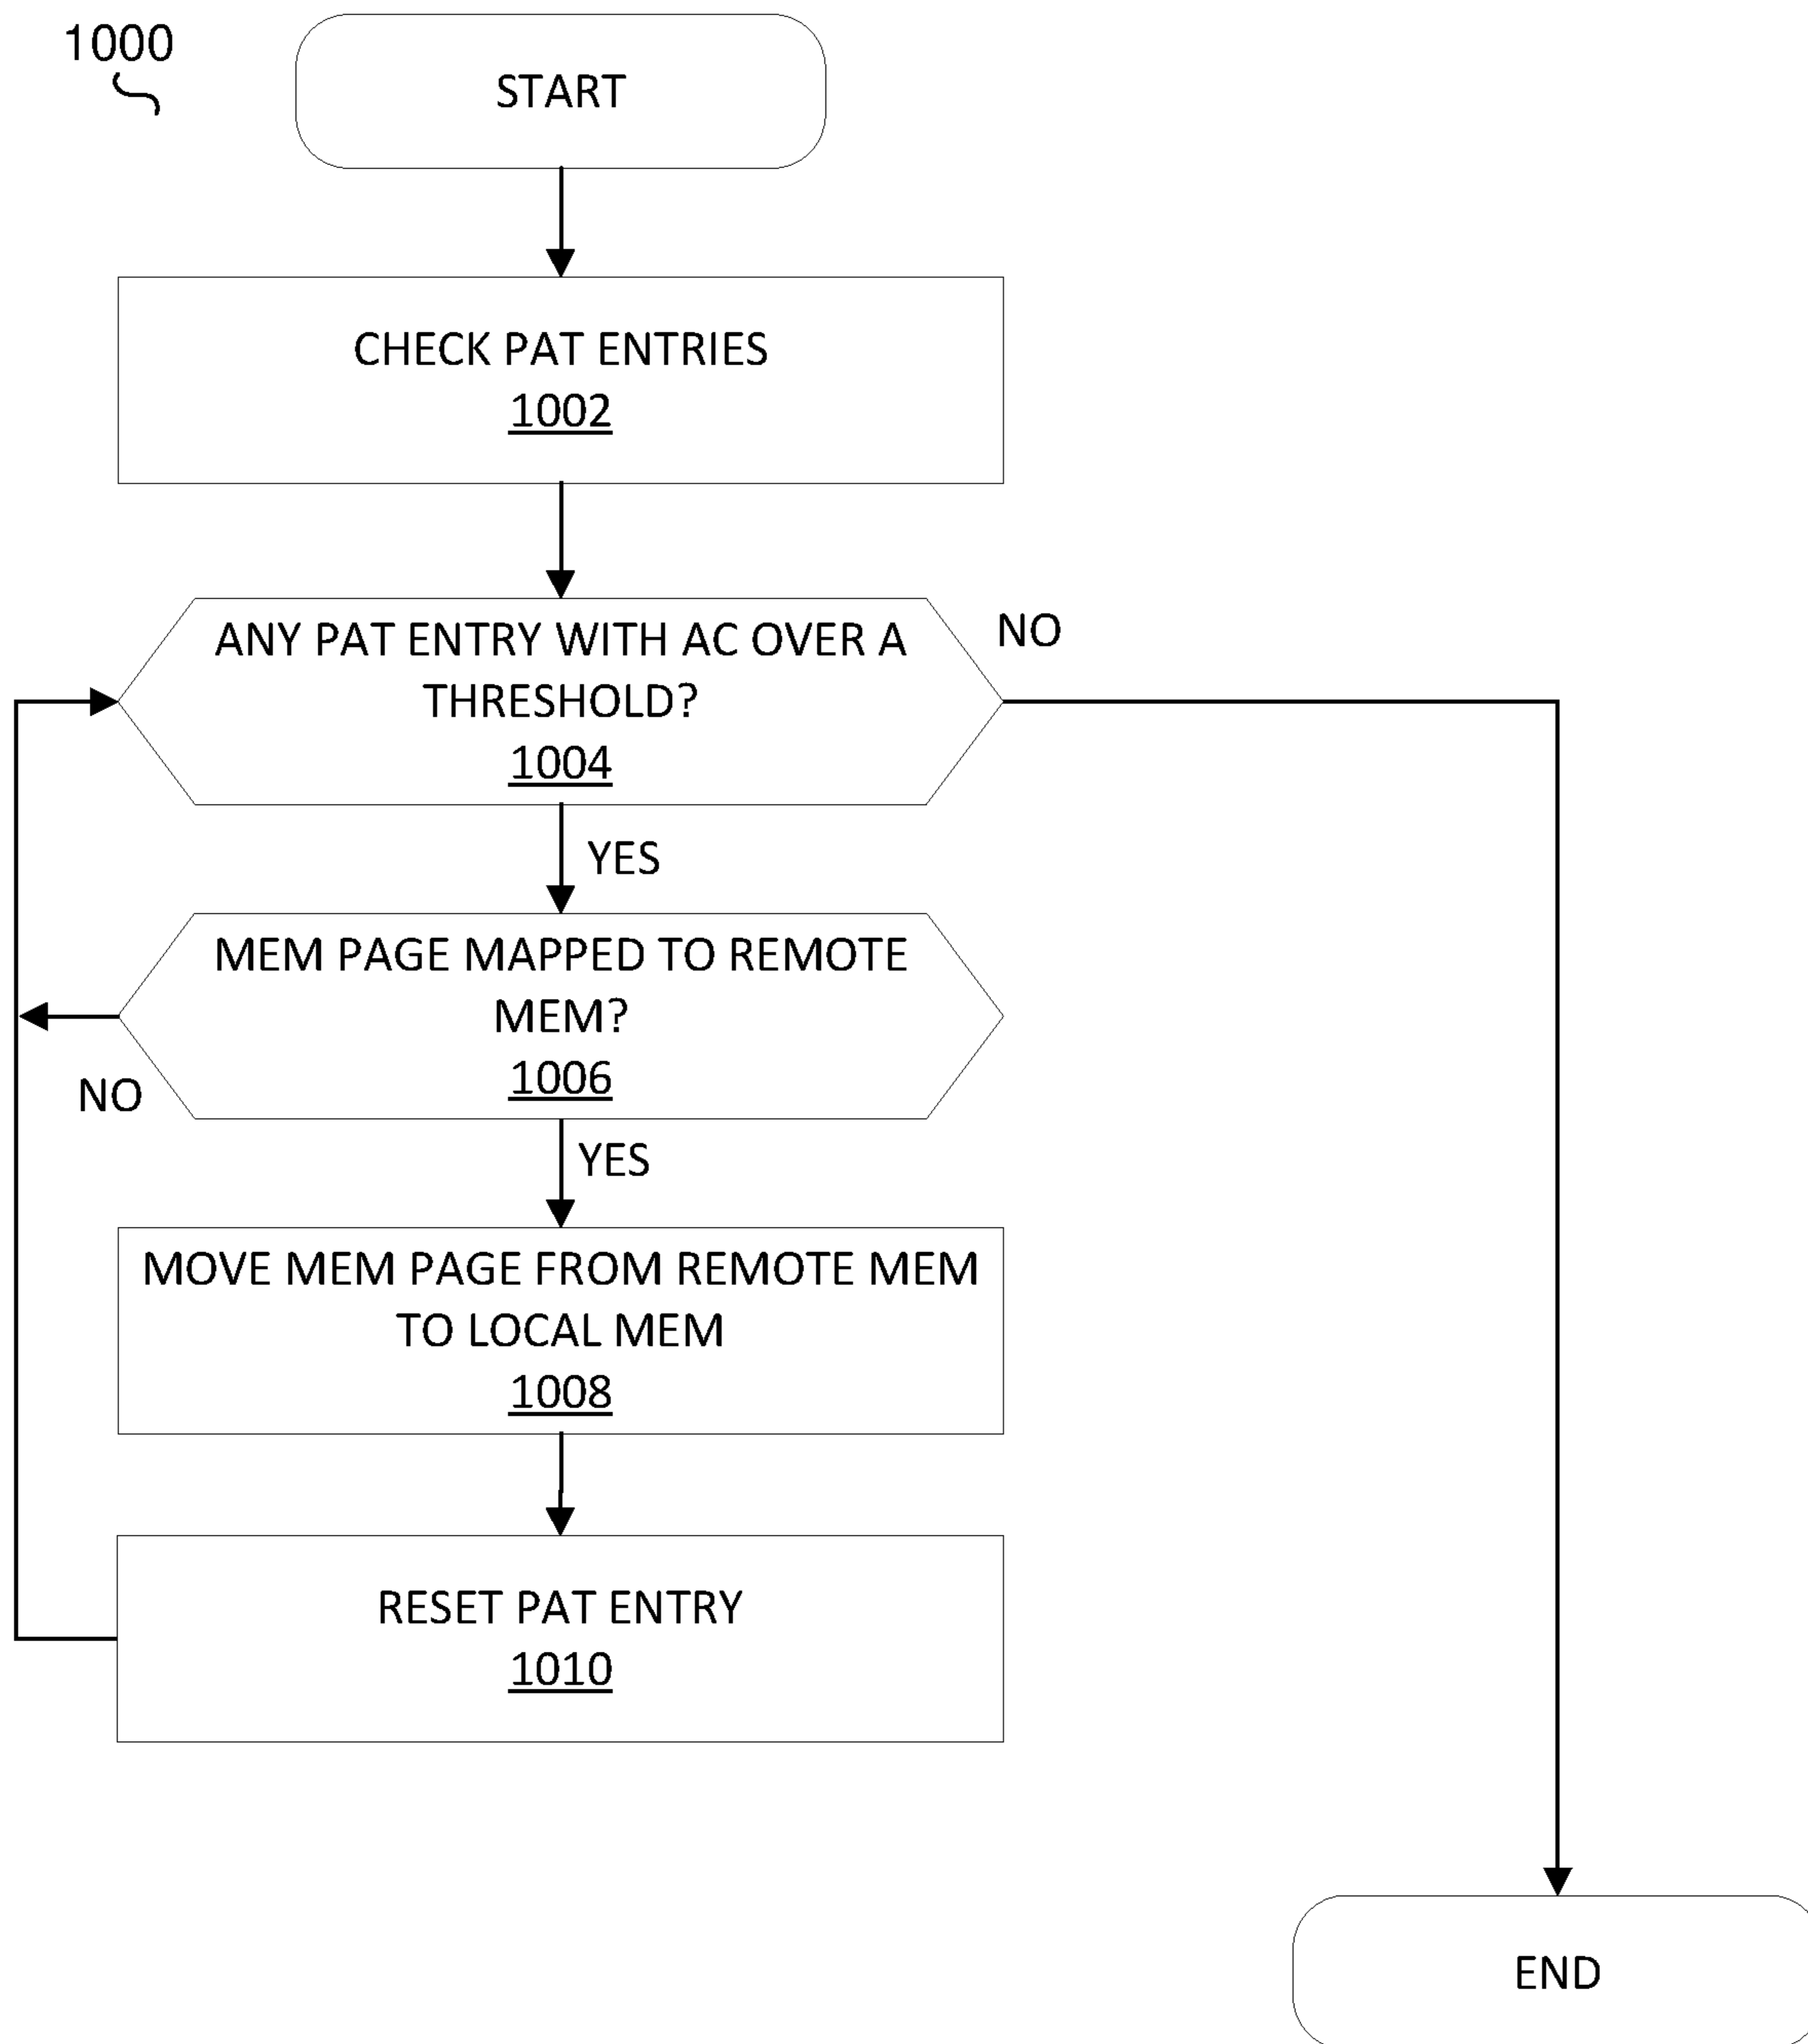 1000
START
CHECK PAT ENTRIES
1002
ANY PAT ENTRY WITH AC OVER A
THRESHOLD?
1004
NO
YES
MEM PAGE MAPPED TO REMOTE
MEM?
1006
NO
YES
MOVE MEM PAGE FROM REMOTE MEM
TO LOCAL MEM
1008
RESET PAT ENTRY
1010
END